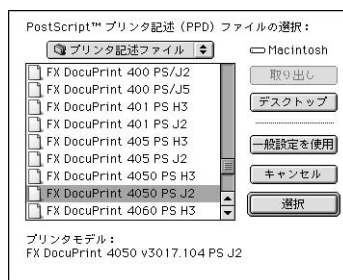 PostScript™ プリンタ記述（PPD）ファイルの選択：
プリンタ記述ファイル
Macintosh
FX DocuPrint 400 PS/J2
FX DocuPrint 400 PS/J5
FX DocuPrint 401 PS H3
FX DocuPrint 401 PS J2
FX DocuPrint 405 PS H3
FX DocuPrint 405 PS J2
FX DocuPrint 4050 PS H3
FX DocuPrint 4050 PS J2
FX DocuPrint 4060 PS H3
取り出し
デスクトップ
一般設定を使用
キャンセル
選択
プリンタモデル：
FX DocuPrint 4050 v3017.104 PS J2